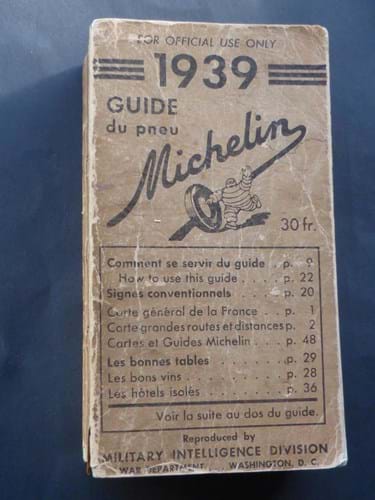 FOR OFFICIAL USE ONLY
1939
GUIDE
du pneu
Michelin
30 fr.
Comment se servir du guide . . p. 9
How to use this guide . . . . p. 22
Signes conventionnels . . . . p. 20
Carte général de la France . . p. 1
Carte grandes routes et distances p. 2
Cartes et Guides Michelin . . . p. 48
Les bonnes tables . . . . . . p. 29
Les bons vins . . . . . . . p. 28
Les hôtels isolés . . . . . . p. 36
Voir la suite au dos du guide.
Reproduced by
MILITARY INTELLIGENCE DIVISION
WAR DEPARTMENT . . . WASHINGTON, D. C.